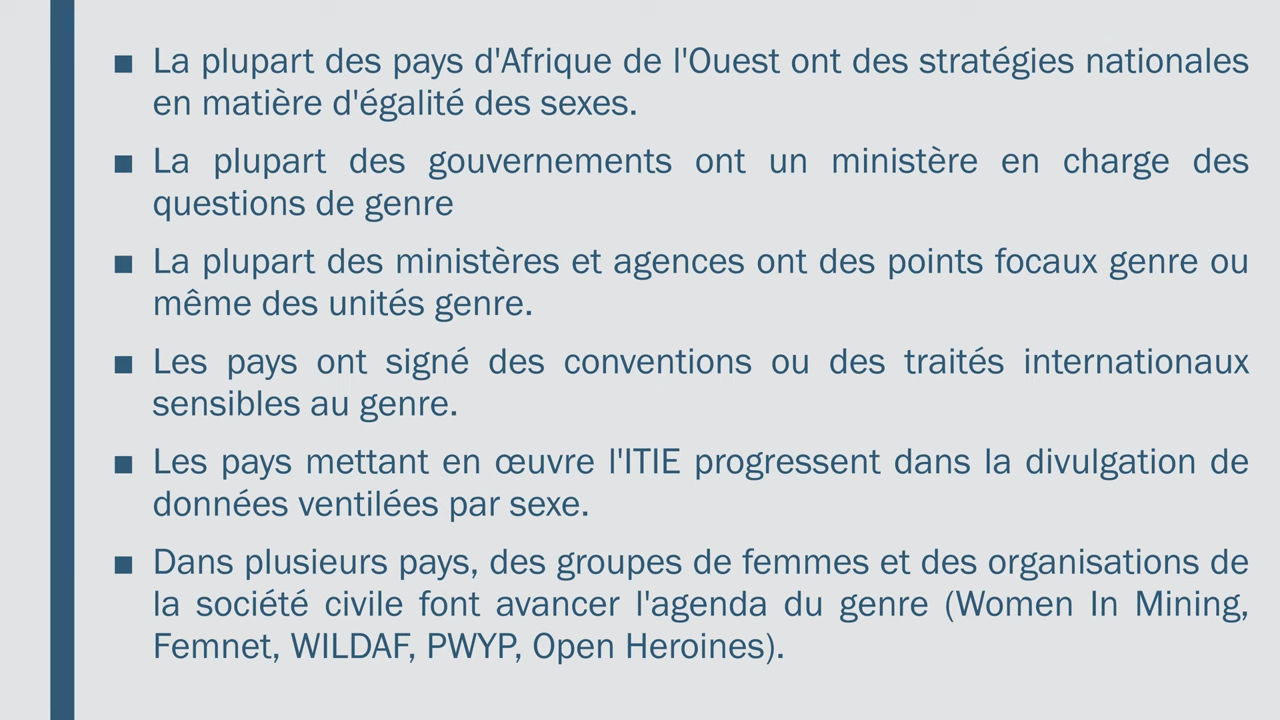 ■ La plupart des pays d'Afrique de l'Ouest ont des stratégies nationales
en matière d'égalité des sexes.
■ La plupart des gouvernements ont un ministère en charge des
questions de genre
■ La plupart des ministères et agences ont des points focaux genre ou
même des unités genre.
■ Les pays ont signé des conventions ou des traités internationaux
sensibles au genre.
■ Les pays mettant en œuvre l'ITIE progressent dans la divulgation de
données ventilées par sexe.
■ Dans plusieurs pays, des groupes de femmes et des organisations de
la société civile font avancer l'agenda du genre (Women In Mining,
Femnet, WILDAF, PWYP, Open Heroines).